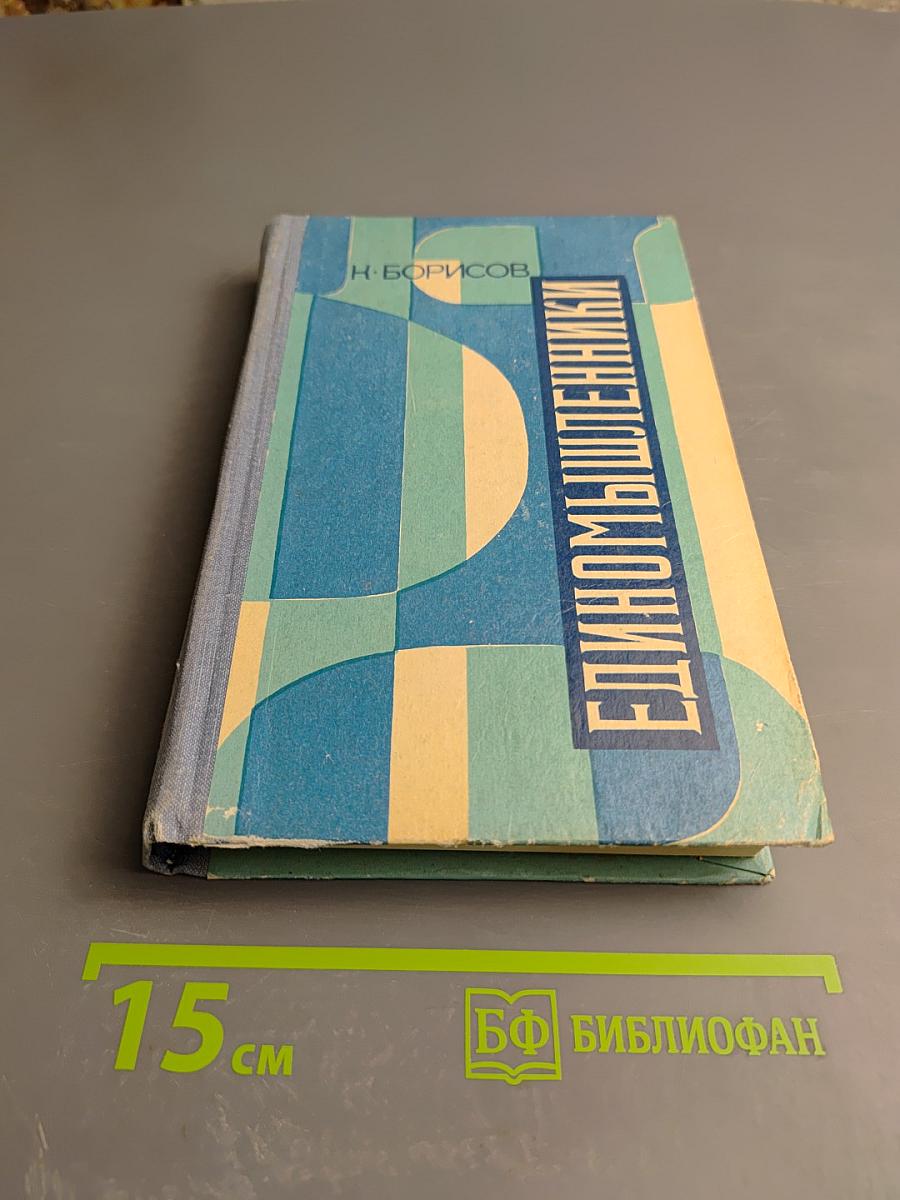 К·БОРИСОВ
ЕДИНОМЫШЛЕННИКИ
15 см
БФ БИБЛИОФАН